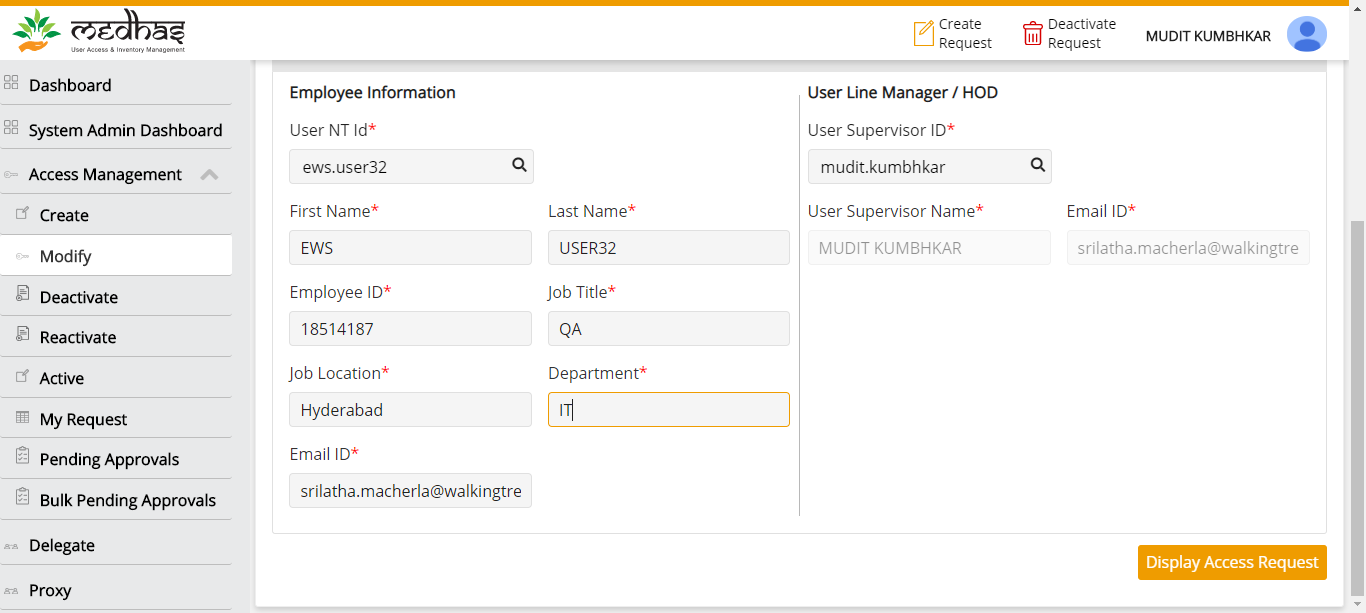 medhas
User Access & Inventory Management
Create
Request
Deactivate
Request
MUDIT KUMBHKAR
Dashboard
System Admin Dashboard
Access Management
Create
Modify
Deactivate
Reactivate
Active
My Request
Pending Approvals
Bulk Pending Approvals
Delegate
Proxy
Employee Information
User NT Id*
ews.user32
First Name* Last Name*
EWS USER32
Employee ID* Job Title*
18514187 QA
Job Location* Department*
Hyderabad IT
Email ID*
srilatha.macherla@walkingtre
User Line Manager / HOD
User Supervisor ID*
mudit.kumbhkar
User Supervisor Name* Email ID*
MUDIT KUMBHKAR srilatha.macherla@walkingtre
Display Access Request